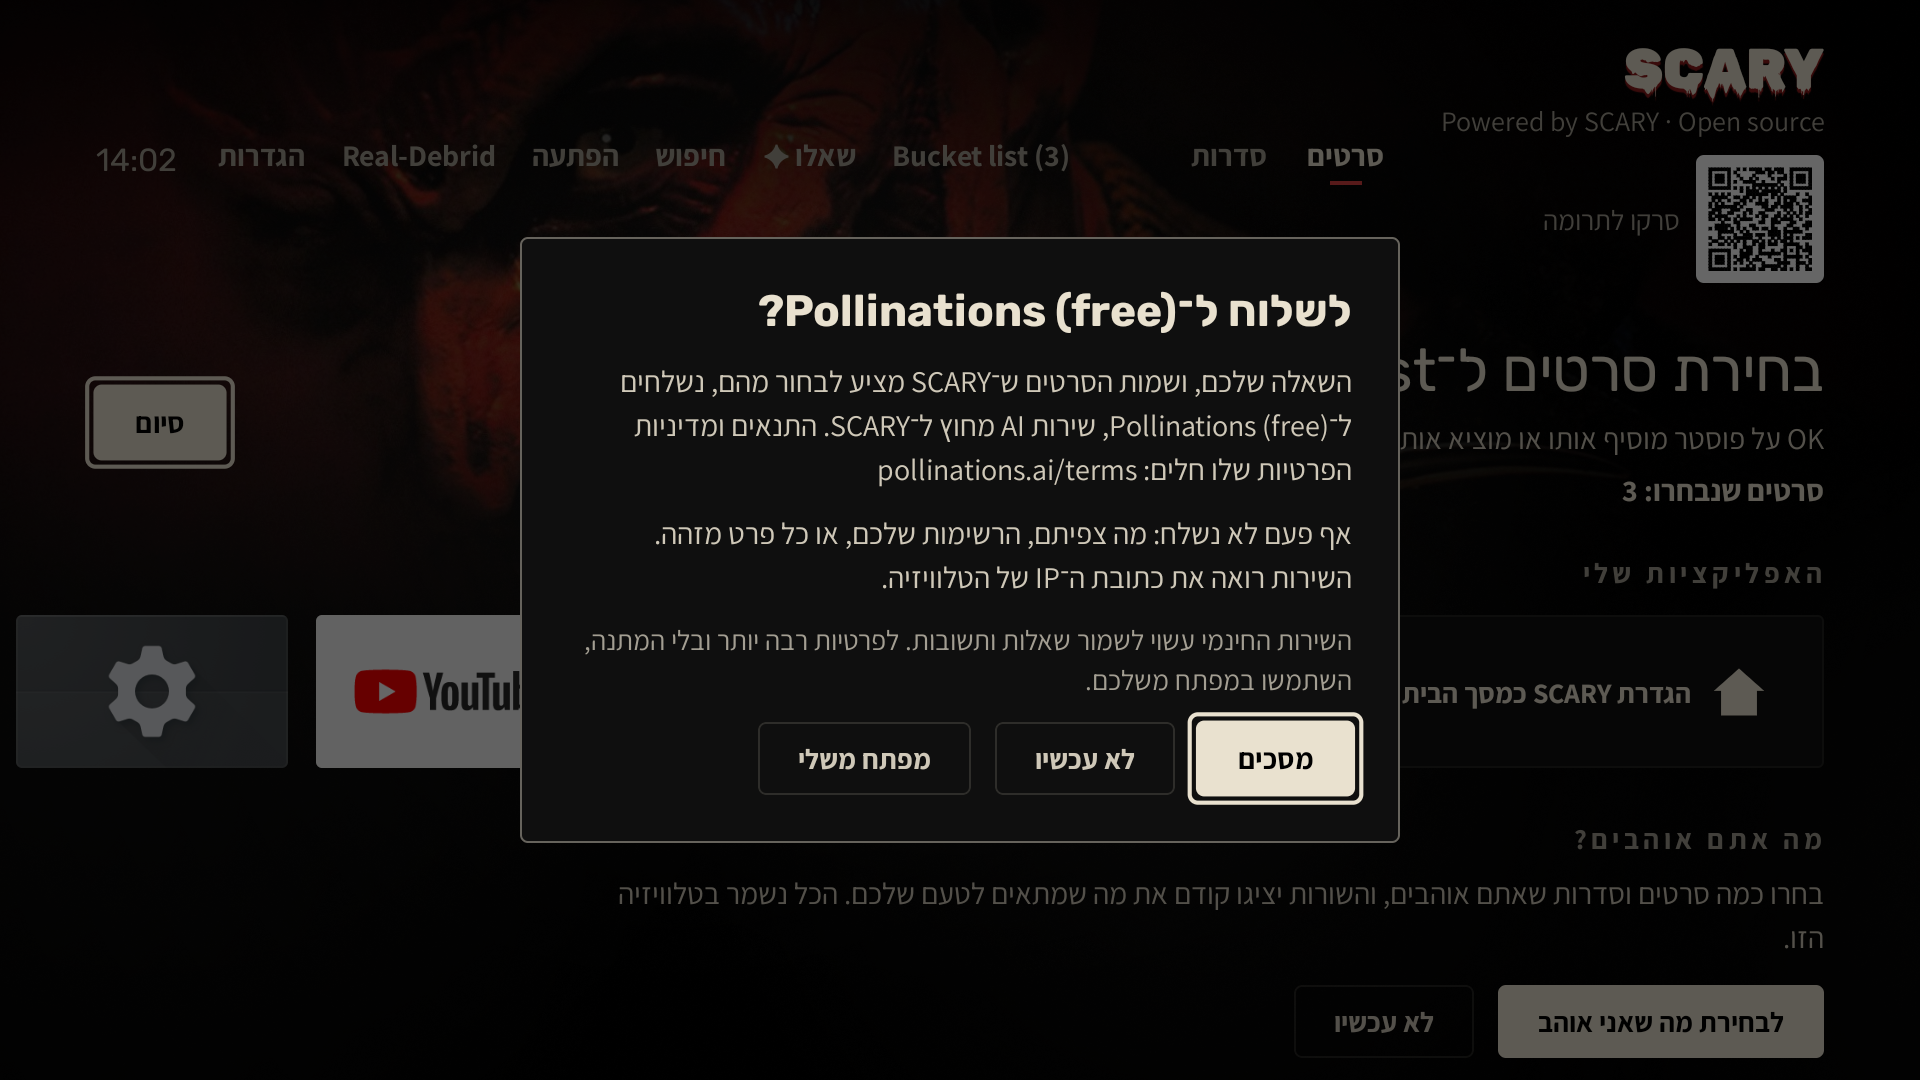 SCARY
Powered by SCARY · Open source
סרטים
סדרות
Bucket list (3)
שאלו
חיפוש
הפתעה
Real-Debrid
הגדרות
14:02
סרקו לתרומה
בחירת סרטים ל־
OK על פוסטר מוסיף אותו או מוציא
סרטים שנבחרו: 3
סיום
האפליקציות שלי
הגדרת SCARY כמסך הבית
YouTub
לשלוח ל־Pollinations (free)?
השאלה שלכם, ושמות הסרטים ש־SCARY מציע לבחור מהם, נשלחים
ל־Pollinations (free), שירות AI מחוץ ל־SCARY. התנאים ומדיניות
הפרטיות שלו חלים: pollinations.ai/terms
אף פעם לא נשלח: מה צפיתם, הרשימות שלכם, או כל פרט מזהה.
השירות רואה את כתובת ה־IP של הטלוויזיה.
השירות החינמי עשוי לשמור שאלות ותשובות. לפרטיות רבה יותר ובלי המתנה,
השתמשו במפתח משלכם.
מסכים
לא עכשיו
מפתח משלי
מה אתם אוהבים?
בחרו כמה סרטים וסדרות שאתם אוהבים, והשורות יציגו קודם את מה שמתאים לטעם שלכם. הכל נשמר בטלוויזיה
הזו.
לבחירת מה שאני אוהב
לא עכשיו